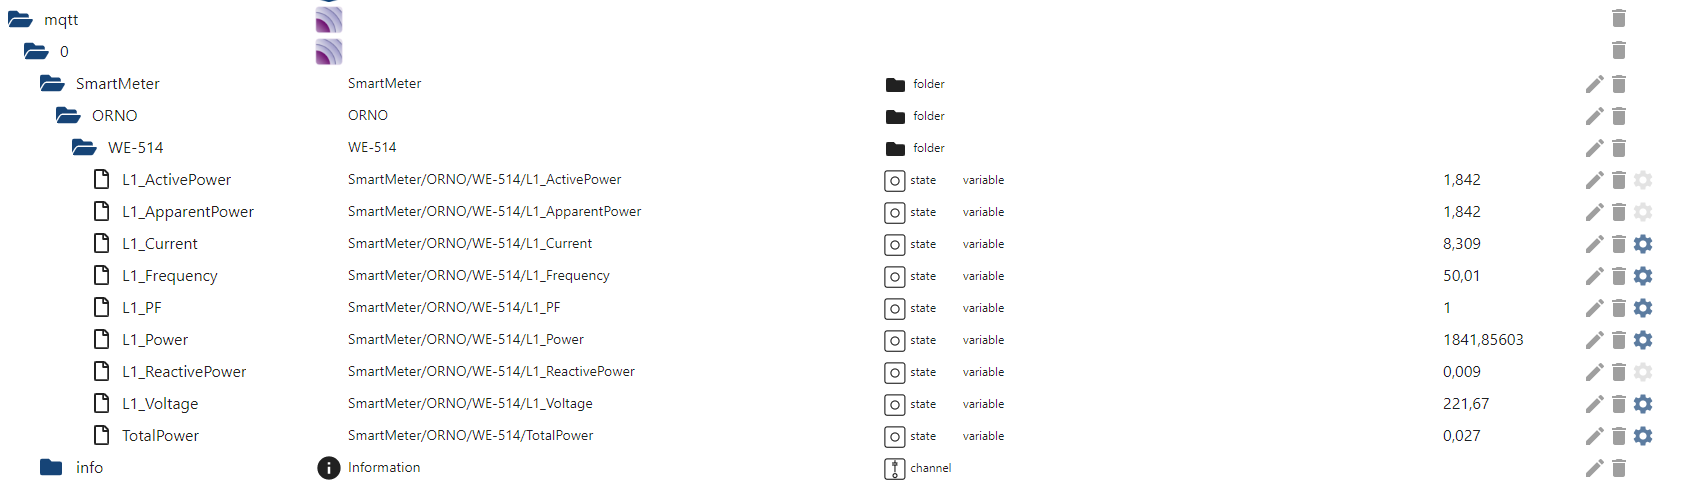 mqtt
0
SmartMeter SmartMeter folder
ORNO ORNO folder
WE-514 WE-514 folder
L1_ActivePower SmartMeter/ORNO/WE-514/L1_ActivePower state variable 1,842
L1_ApparentPower SmartMeter/ORNO/WE-514/L1_ApparentPower state variable 1,842
L1_Current SmartMeter/ORNO/WE-514/L1_Current state variable 8,309
L1_Frequency SmartMeter/ORNO/WE-514/L1_Frequency state variable 50,01
L1_PF SmartMeter/ORNO/WE-514/L1_PF state variable 1
L1_Power SmartMeter/ORNO/WE-514/L1_Power state variable 1841,85603
L1_ReactivePower SmartMeter/ORNO/WE-514/L1_ReactivePower state variable 0,009
L1_Voltage SmartMeter/ORNO/WE-514/L1_Voltage state variable 221,67
TotalPower SmartMeter/ORNO/WE-514/TotalPower state variable 0,027
info Information channel